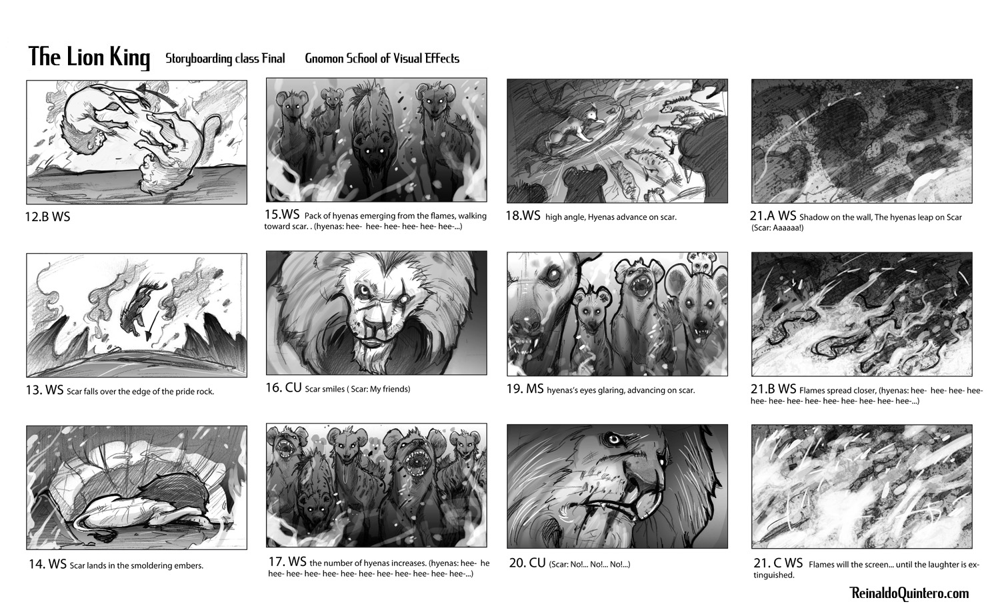 The Lion King Storyboarding class Final Gnomon School of Visual Effects
12.B WS
13. WS Scar falls over the edge of the pride rock.
14. WS Scar lands in the smoldering embers.
15.WS Pack of hyenas emerging from the flames, walking
toward scar. . (hyenas: hee- hee- hee- hee- hee- hee-...)
16. CU Scar smiles ( Scar: My friends)
17. WS the number of hyenas increases. (hyenas: hee- he
hee- hee- hee- hee- hee- hee- hee- hee- hee- hee- hee-...)
18.WS high angle, Hyenas advance on scar.
19. MS hyenas's eyes glaring, advancing on scar.
20. CU (Scar: No!... No!... No!...)
21.A WS Shadow on the wall, The hyenas leap on Scar
(Scar: Aaaaaa!)
21.B WS Flames spread closer, (hyenas: hee- hee- hee- hee-
hee- hee- hee- hee- hee- hee- hee- hee- hee-...)
21. C WS Flames will the screen... until the laughter is ex-
tinguished.
ReinaldoQuintero.com